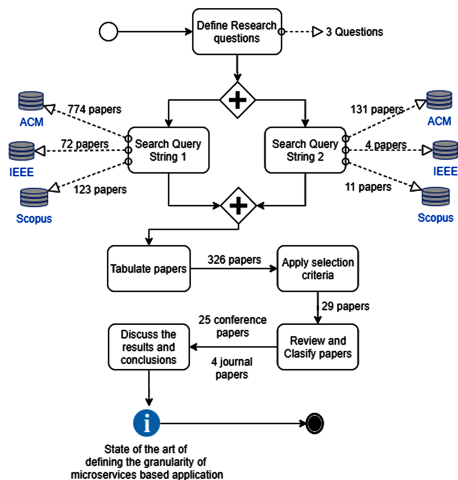 Define Research
questions
3 Questions
774 papers
ACM
72 papers
IEEE
123 papers
Scopus
Search Query
String 1
Search Query
String 2
131 papers
ACM
4 papers
IEEE
11 papers
Scopus
Tabulate papers
326 papers
Apply selection
criteria
29 papers
Review and
Clasify papers
25 conference
papers
4 journal
papers
Discuss the
results and
conclusions
i
State of the art of
defining the granularity of
microservices based application